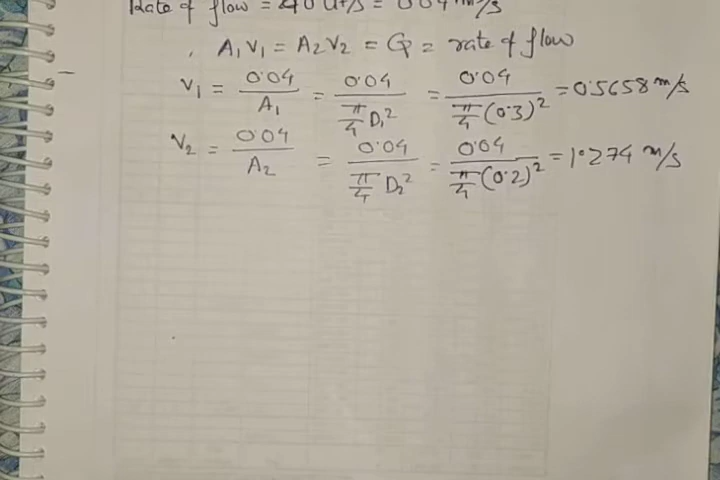 Rate of flow = 40 lit/s = 0.04 m³/s
∴ A₁V₁ = A₂V₂ = Q = rate of flow
V₁ = 0.04/A₁ = 0.04/(π/4 D₁²) = 0.04/(π/4 (0.3)²) = 0.5658 m/s
V₂ = 0.04/A₂ = 0.04/(π/4 D₂²) = 0.04/(π/4 (0.2)²) = 1.274 m/s